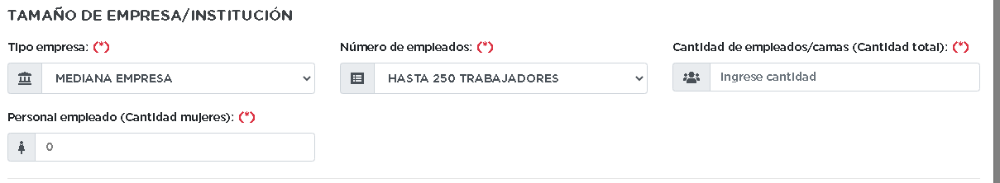 TAMAÑO DE EMPRESA/INSTITUCIÓN
Tipo empresa: (*)
Número de empleados: (*)
Cantidad de empleados/camas (Cantidad total): (*)
MEDIANA EMPRESA
HASTA 250 TRABAJADORES
Ingrese cantidad
Personal empleado (Cantidad mujeres): (*)
0